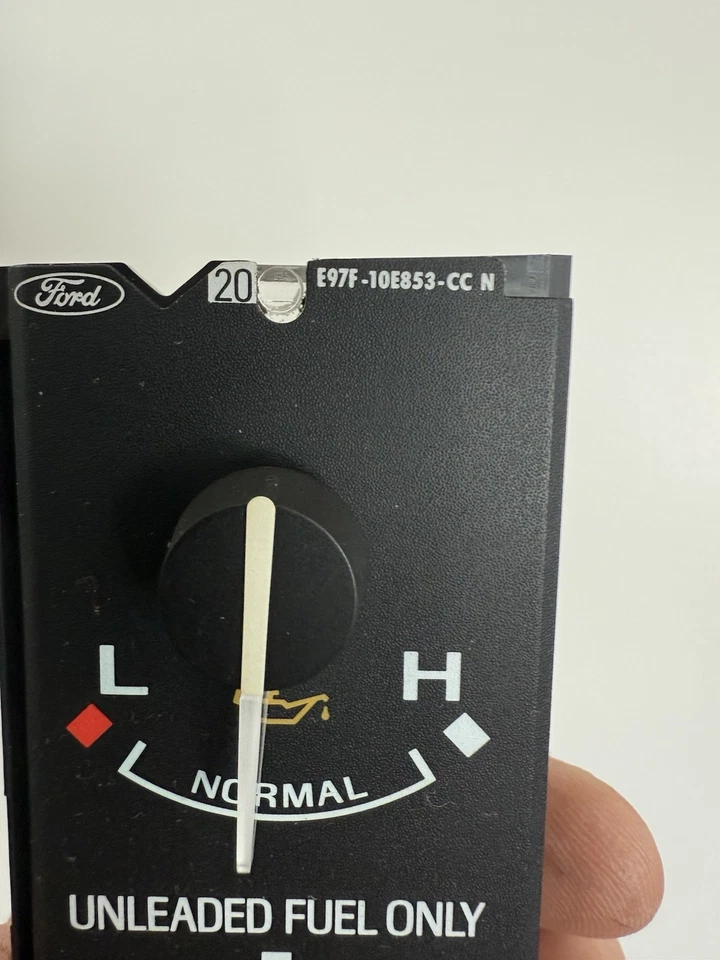 Ford 20 E97F-10E853-CC N
L H
NORMAL
UNLEADED FUEL ONLY